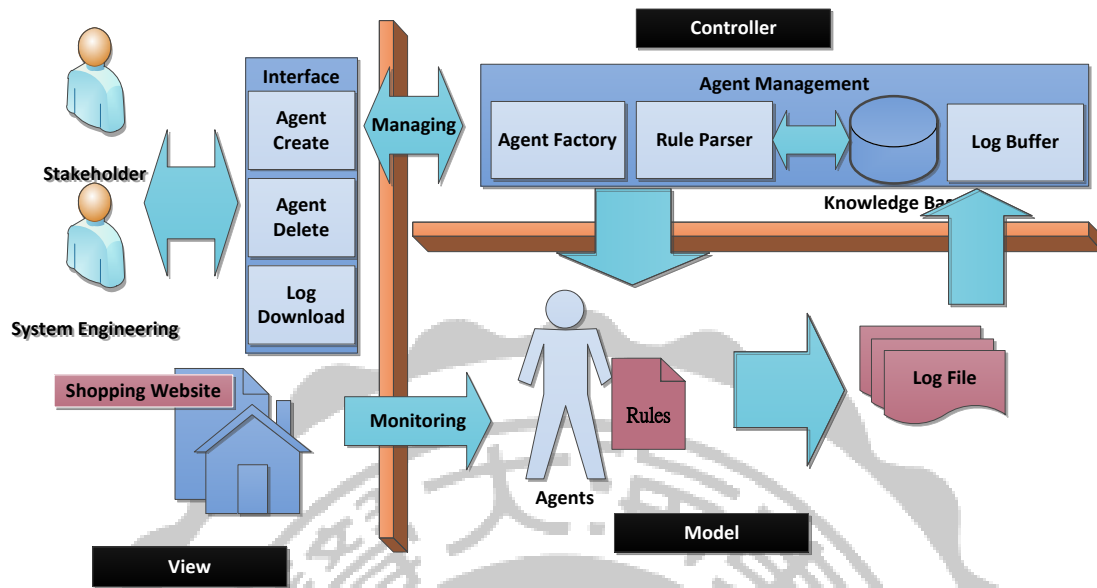 Controller
Stakeholder
System Engineering
Interface
Agent
Create
Agent
Delete
Log
Download
Managing
Agent Management
Agent Factory
Rule Parser
Log Buffer
Knowledge Bas
Shopping Website
Monitoring
Rules
Agents
Log File
Model
View